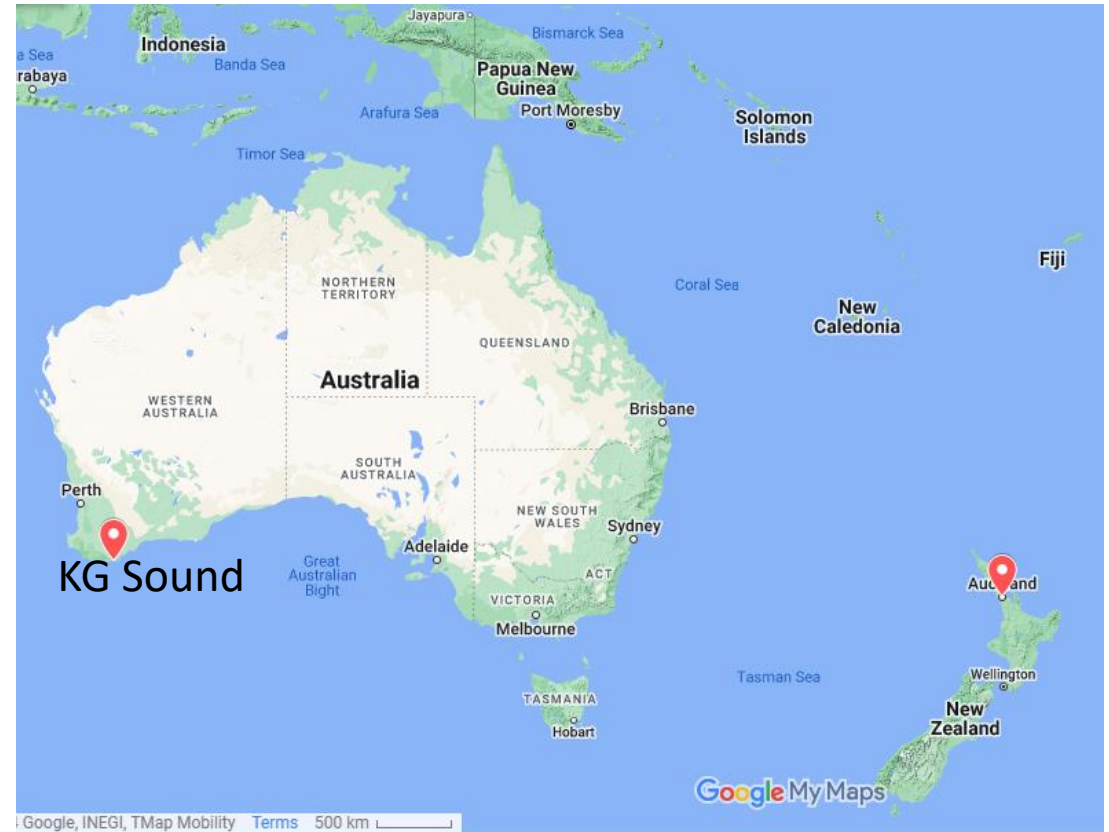 Jayapura
Bismarck Sea
Indonesia
a Sea
Banda Sea
rabaya
Papua New
Guinea
Arafura Sea
Port Moresby
Solomon
Islands
Timor Sea
Fiji
NORTHERN
TERRITORY
Coral Sea
New
Caledonia
QUEENSLAND
Australia
WESTERN
AUSTRALIA
Brisbane
SOUTH
AUSTRALIA
Perth
NEW SOUTH
WALES
Sydney
Adelaide
KG Sound
Great
Australian
Bight
ACT
Auckland
VICTORIA
Melbourne
Tasman Sea
Wellington
TASMANIA
New
Zealand
Hobart
Google My Maps
Google, INEGI, TMap Mobility Terms 500 km